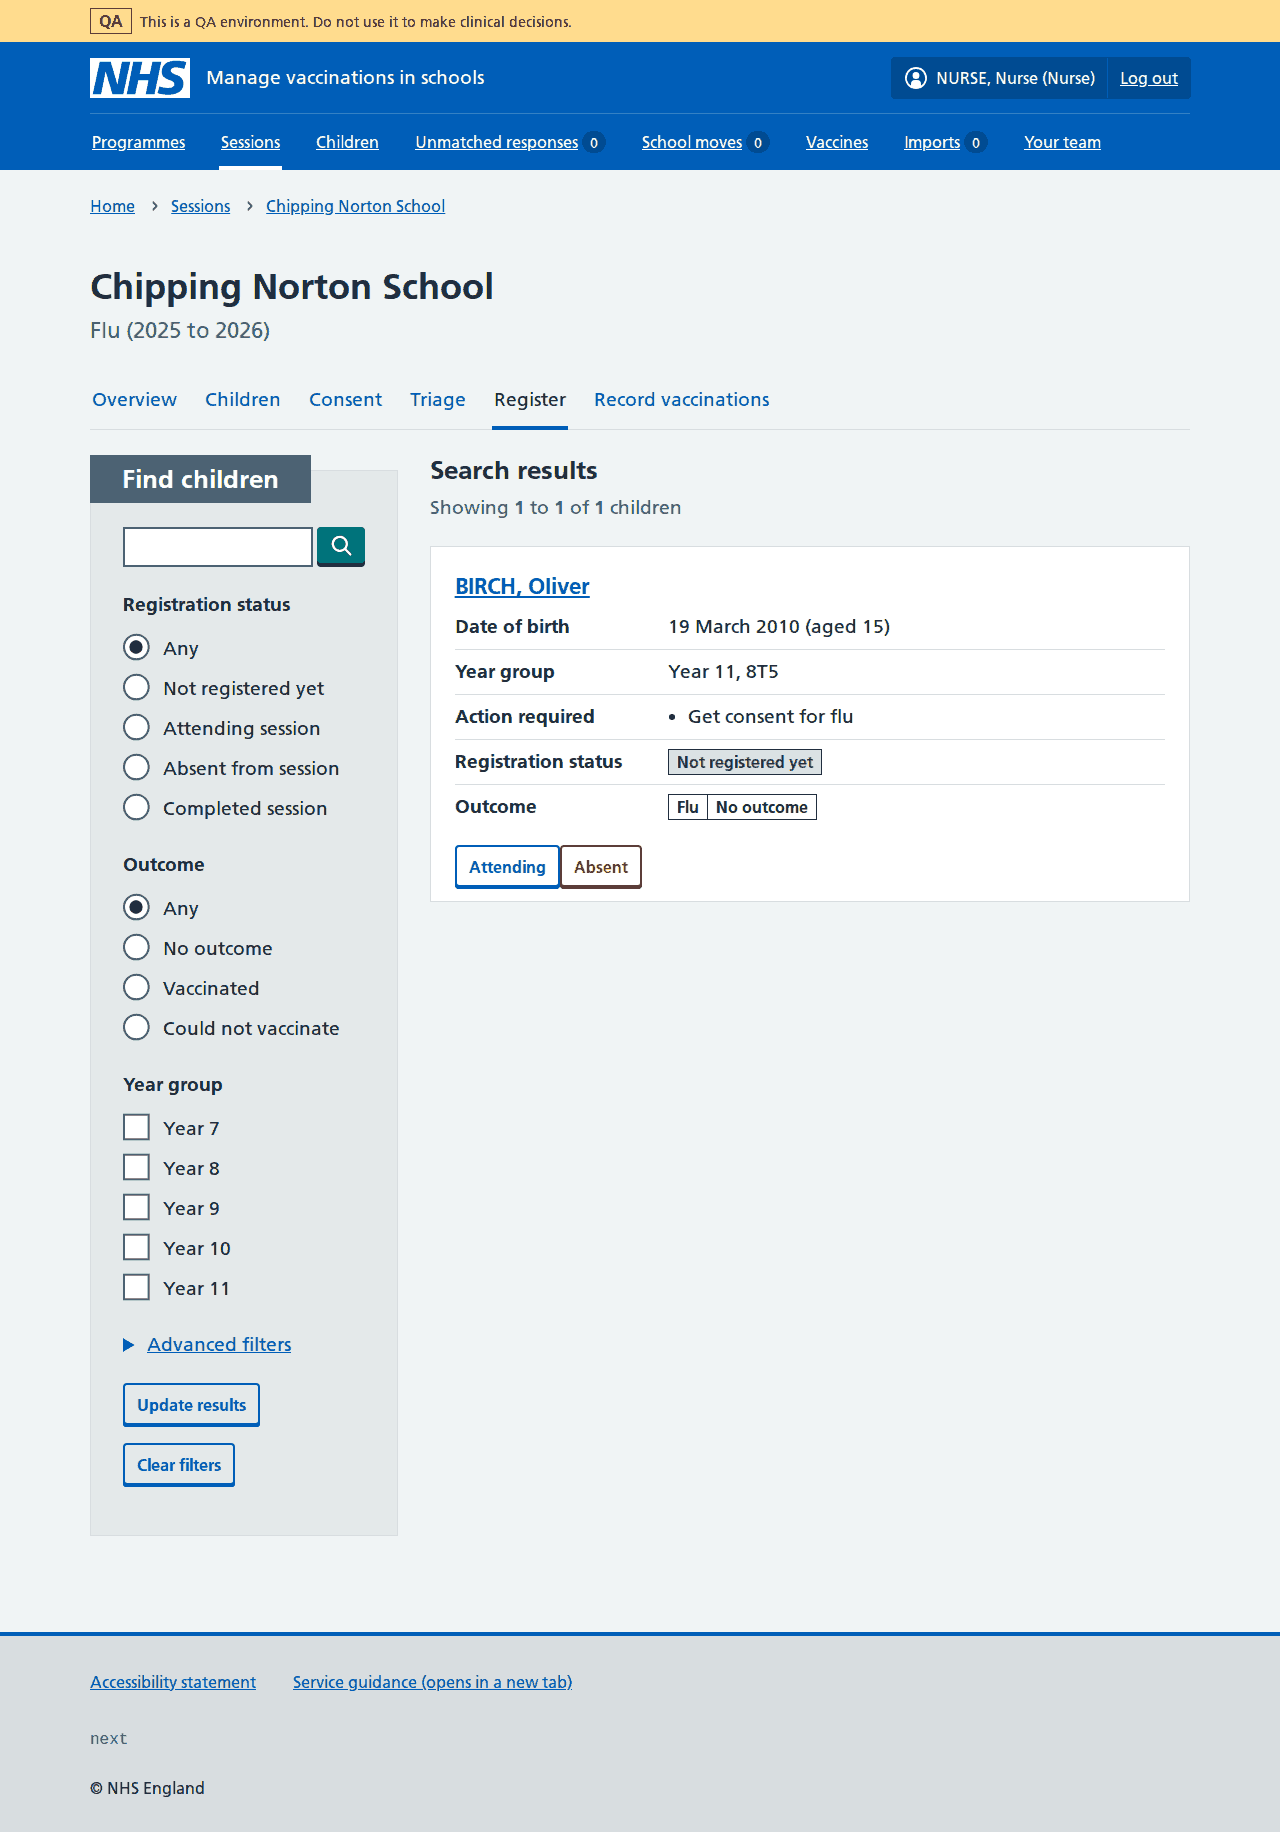 QA This is a QA environment. Do not use it to make clinical decisions.
NHS Manage vaccinations in schools NURSE, Nurse (Nurse) Log out
Programmes Sessions Children Unmatched responses 0 School moves 0 Vaccines Imports 0 Your team
Home Sessions Chipping Norton School
Chipping Norton School
Flu (2025 to 2026)
Overview Children Consent Triage Register Record vaccinations
Find children
Registration status
Any
Not registered yet
Attending session
Absent from session
Completed session
Outcome
Any
No outcome
Vaccinated
Could not vaccinate
Year group
Year 7
Year 8
Year 9
Year 10
Year 11
Advanced filters
Update results
Clear filters
Search results
Showing 1 to 1 of 1 children
BIRCH, Oliver
Date of birth 19 March 2010 (aged 15)
Year group Year 11, 8T5
Action required • Get consent for flu
Registration status Not registered yet
Outcome Flu No outcome
Attending Absent
Accessibility statement Service guidance (opens in a new tab)
next
© NHS England